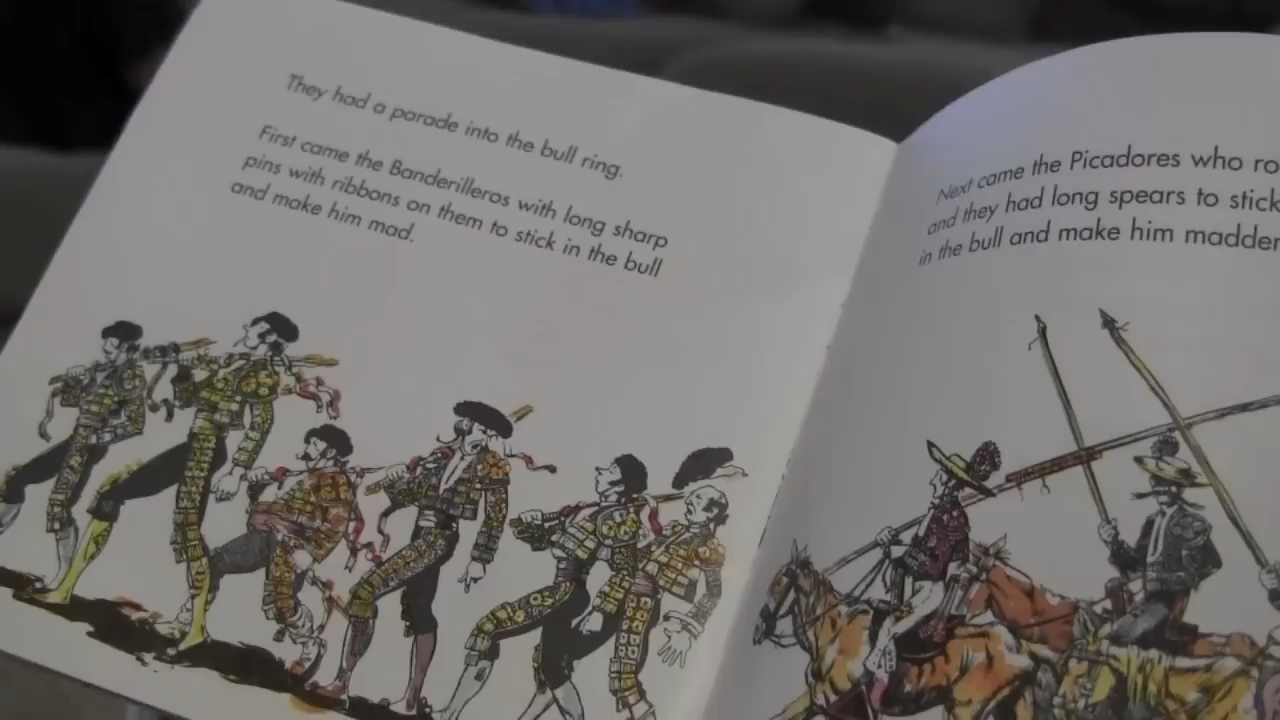 They had a parade into the bull ring.
First came the Banderilleros with long sharp
pins with ribbons on them to stick in the bull
and make him mad.
Next came the Picadores who
and they had long spears to stick
in the bull and make him madder